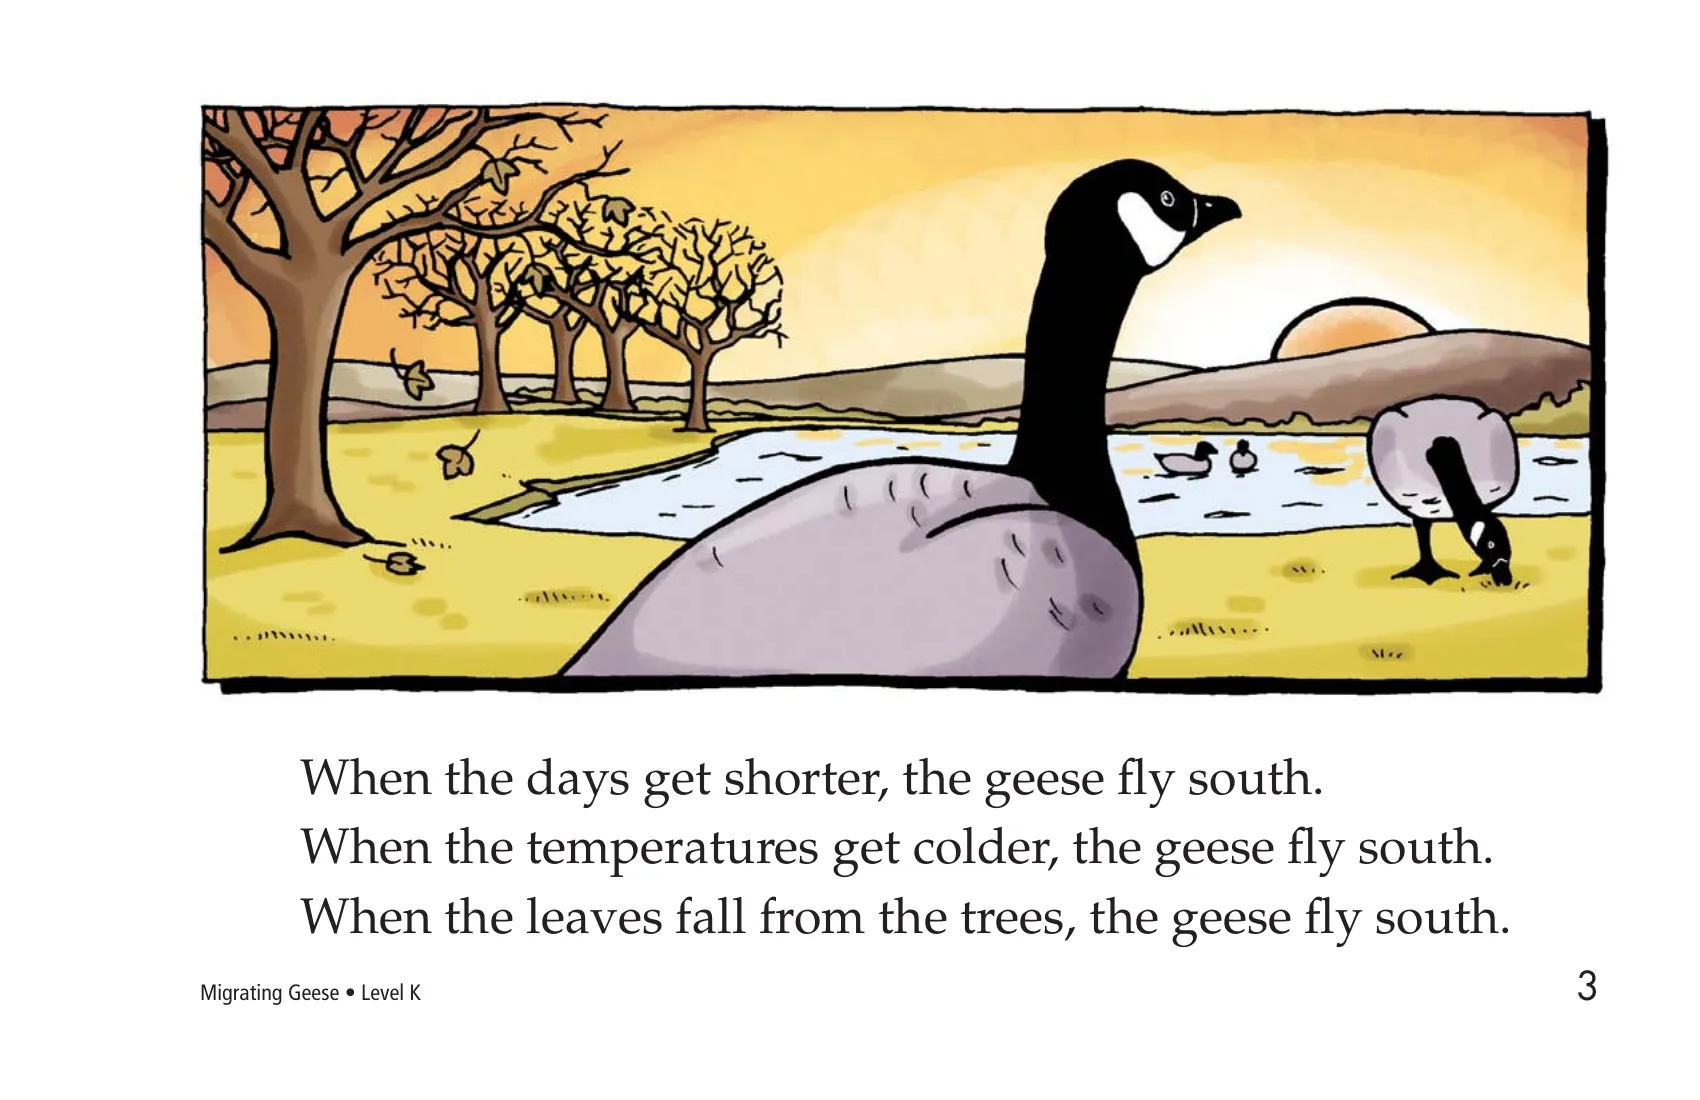 When the days get shorter, the geese fly south.
When the temperatures get colder, the geese fly south.
When the leaves fall from the trees, the geese fly south.
Migrating Geese • Level K
3